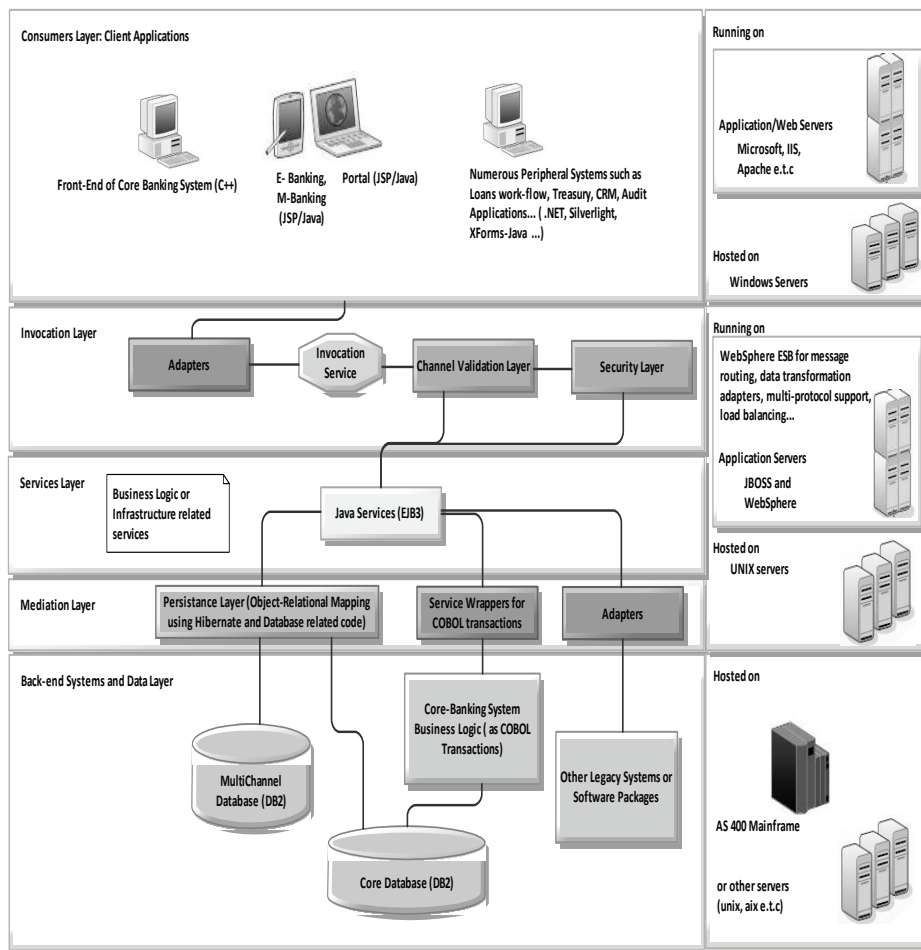 Consumers Layer: Client Applications
Front-End of Core Banking System (C++)
E- Banking,
M-Banking
(JSP/Java)
Portal (JSP/Java)
Numerous Peripheral Systems such as
Loans work-flow, Treasury, CRM, Audit
Applications... ( .NET, Silverlight,
XForms-Java ...)
Running on
Application/Web Servers
Microsoft, IIS,
Apache e.t.c
Hosted on
Windows Servers
Invocation Layer
Adapters
Invocation
Service
Channel Validation Layer
Security Layer
Running on
WebSphere ESB for message
routing, data transformation
adapters, multi-protocol support,
load balancing...
Application Servers
JBOSS and
WebSphere
Services Layer
Business Logic or
Infrastructure related
services
Java Services (EJB3)
Hosted on
UNIX servers
Mediation Layer
Persistance Layer (Object-Relational Mapping
using Hibernate and Database related code)
Service Wrappers for
COBOL transactions
Adapters
Back-end Systems and Data Layer
Core-Banking System
Business Logic ( as COBOL
Transactions)
MultiChannel
Database (DB2)
Other Legacy Systems or
Software Packages
Core Database (DB2)
Hosted on
AS 400 Mainframe
or other servers
(unix, aix e.t.c)